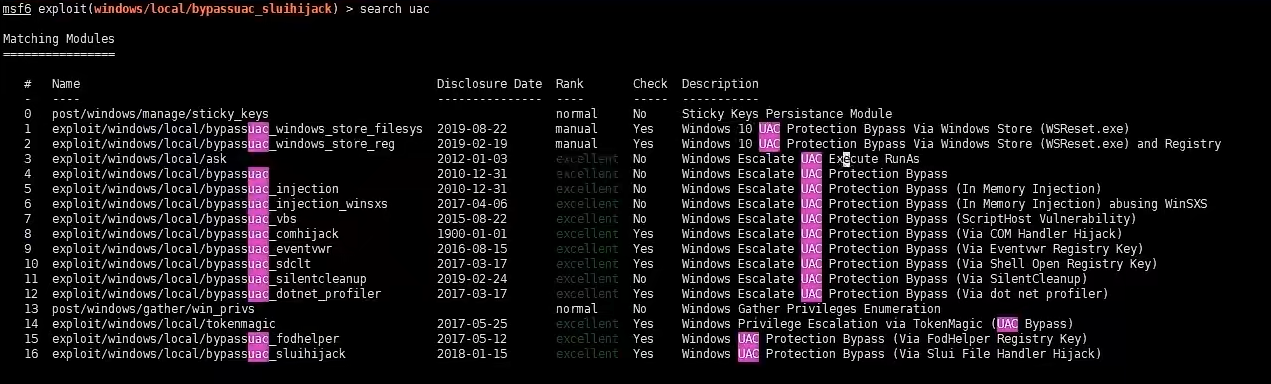 msf6 exploit(windows/local/bypassuac_sluihijack) > search uac
Matching Modules
================
# Name Disclosure Date Rank Check Description
- ---- --------------- ---- ----- -----------
0 post/windows/manage/sticky_keys normal No Sticky Keys Persistance Module
1 exploit/windows/local/bypassuac_windows_store_filesys 2019-08-22 manual Yes Windows 10 UAC Protection Bypass Via Windows Store (WSReset.exe)
2 exploit/windows/local/bypassuac_windows_store_reg 2019-02-19 manual Yes Windows 10 UAC Protection Bypass Via Windows Store (WSReset.exe) and Registry
3 exploit/windows/local/ask 2012-01-03 excellent No Windows Escalate UAC Execute RunAs
4 exploit/windows/local/bypassuac 2010-12-31 excellent No Windows Escalate UAC Protection Bypass
5 exploit/windows/local/bypassuac_injection 2010-12-31 excellent No Windows Escalate UAC Protection Bypass (In Memory Injection)
6 exploit/windows/local/bypassuac_injection_winsxs 2017-04-06 excellent No Windows Escalate UAC Protection Bypass (In Memory Injection) abusing WinSXS
7 exploit/windows/local/bypassuac_vbs 2015-08-22 excellent No Windows Escalate UAC Protection Bypass (ScriptHost Vulnerability)
8 exploit/windows/local/bypassuac_comhijack 1900-01-01 excellent Yes Windows Escalate UAC Protection Bypass (Via COM Handler Hijack)
9 exploit/windows/local/bypassuac_eventvwr 2016-08-15 excellent Yes Windows Escalate UAC Protection Bypass (Via Eventvwr Registry Key)
10 exploit/windows/local/bypassuac_sdclt 2017-03-17 excellent Yes Windows Escalate UAC Protection Bypass (Via Shell Open Registry Key)
11 exploit/windows/local/bypassuac_silentcleanup 2019-02-24 excellent No Windows Escalate UAC Protection Bypass (Via SilentCleanup)
12 exploit/windows/local/bypassuac_dotnet_profiler 2017-03-17 excellent Yes Windows Escalate UAC Protection Bypass (Via dot net profiler)
13 post/windows/gather/win_privs normal No Windows Gather Privileges Enumeration
14 exploit/windows/local/tokenmagic 2017-05-25 excellent Yes Windows Privilege Escalation via TokenMagic (UAC Bypass)
15 exploit/windows/local/bypassuac_fodhelper 2017-05-12 excellent Yes Windows UAC Protection Bypass (Via FodHelper Registry Key)
16 exploit/windows/local/bypassuac_sluihijack 2018-01-15 excellent Yes Windows UAC Protection Bypass (Via Slui File Handler Hijack)